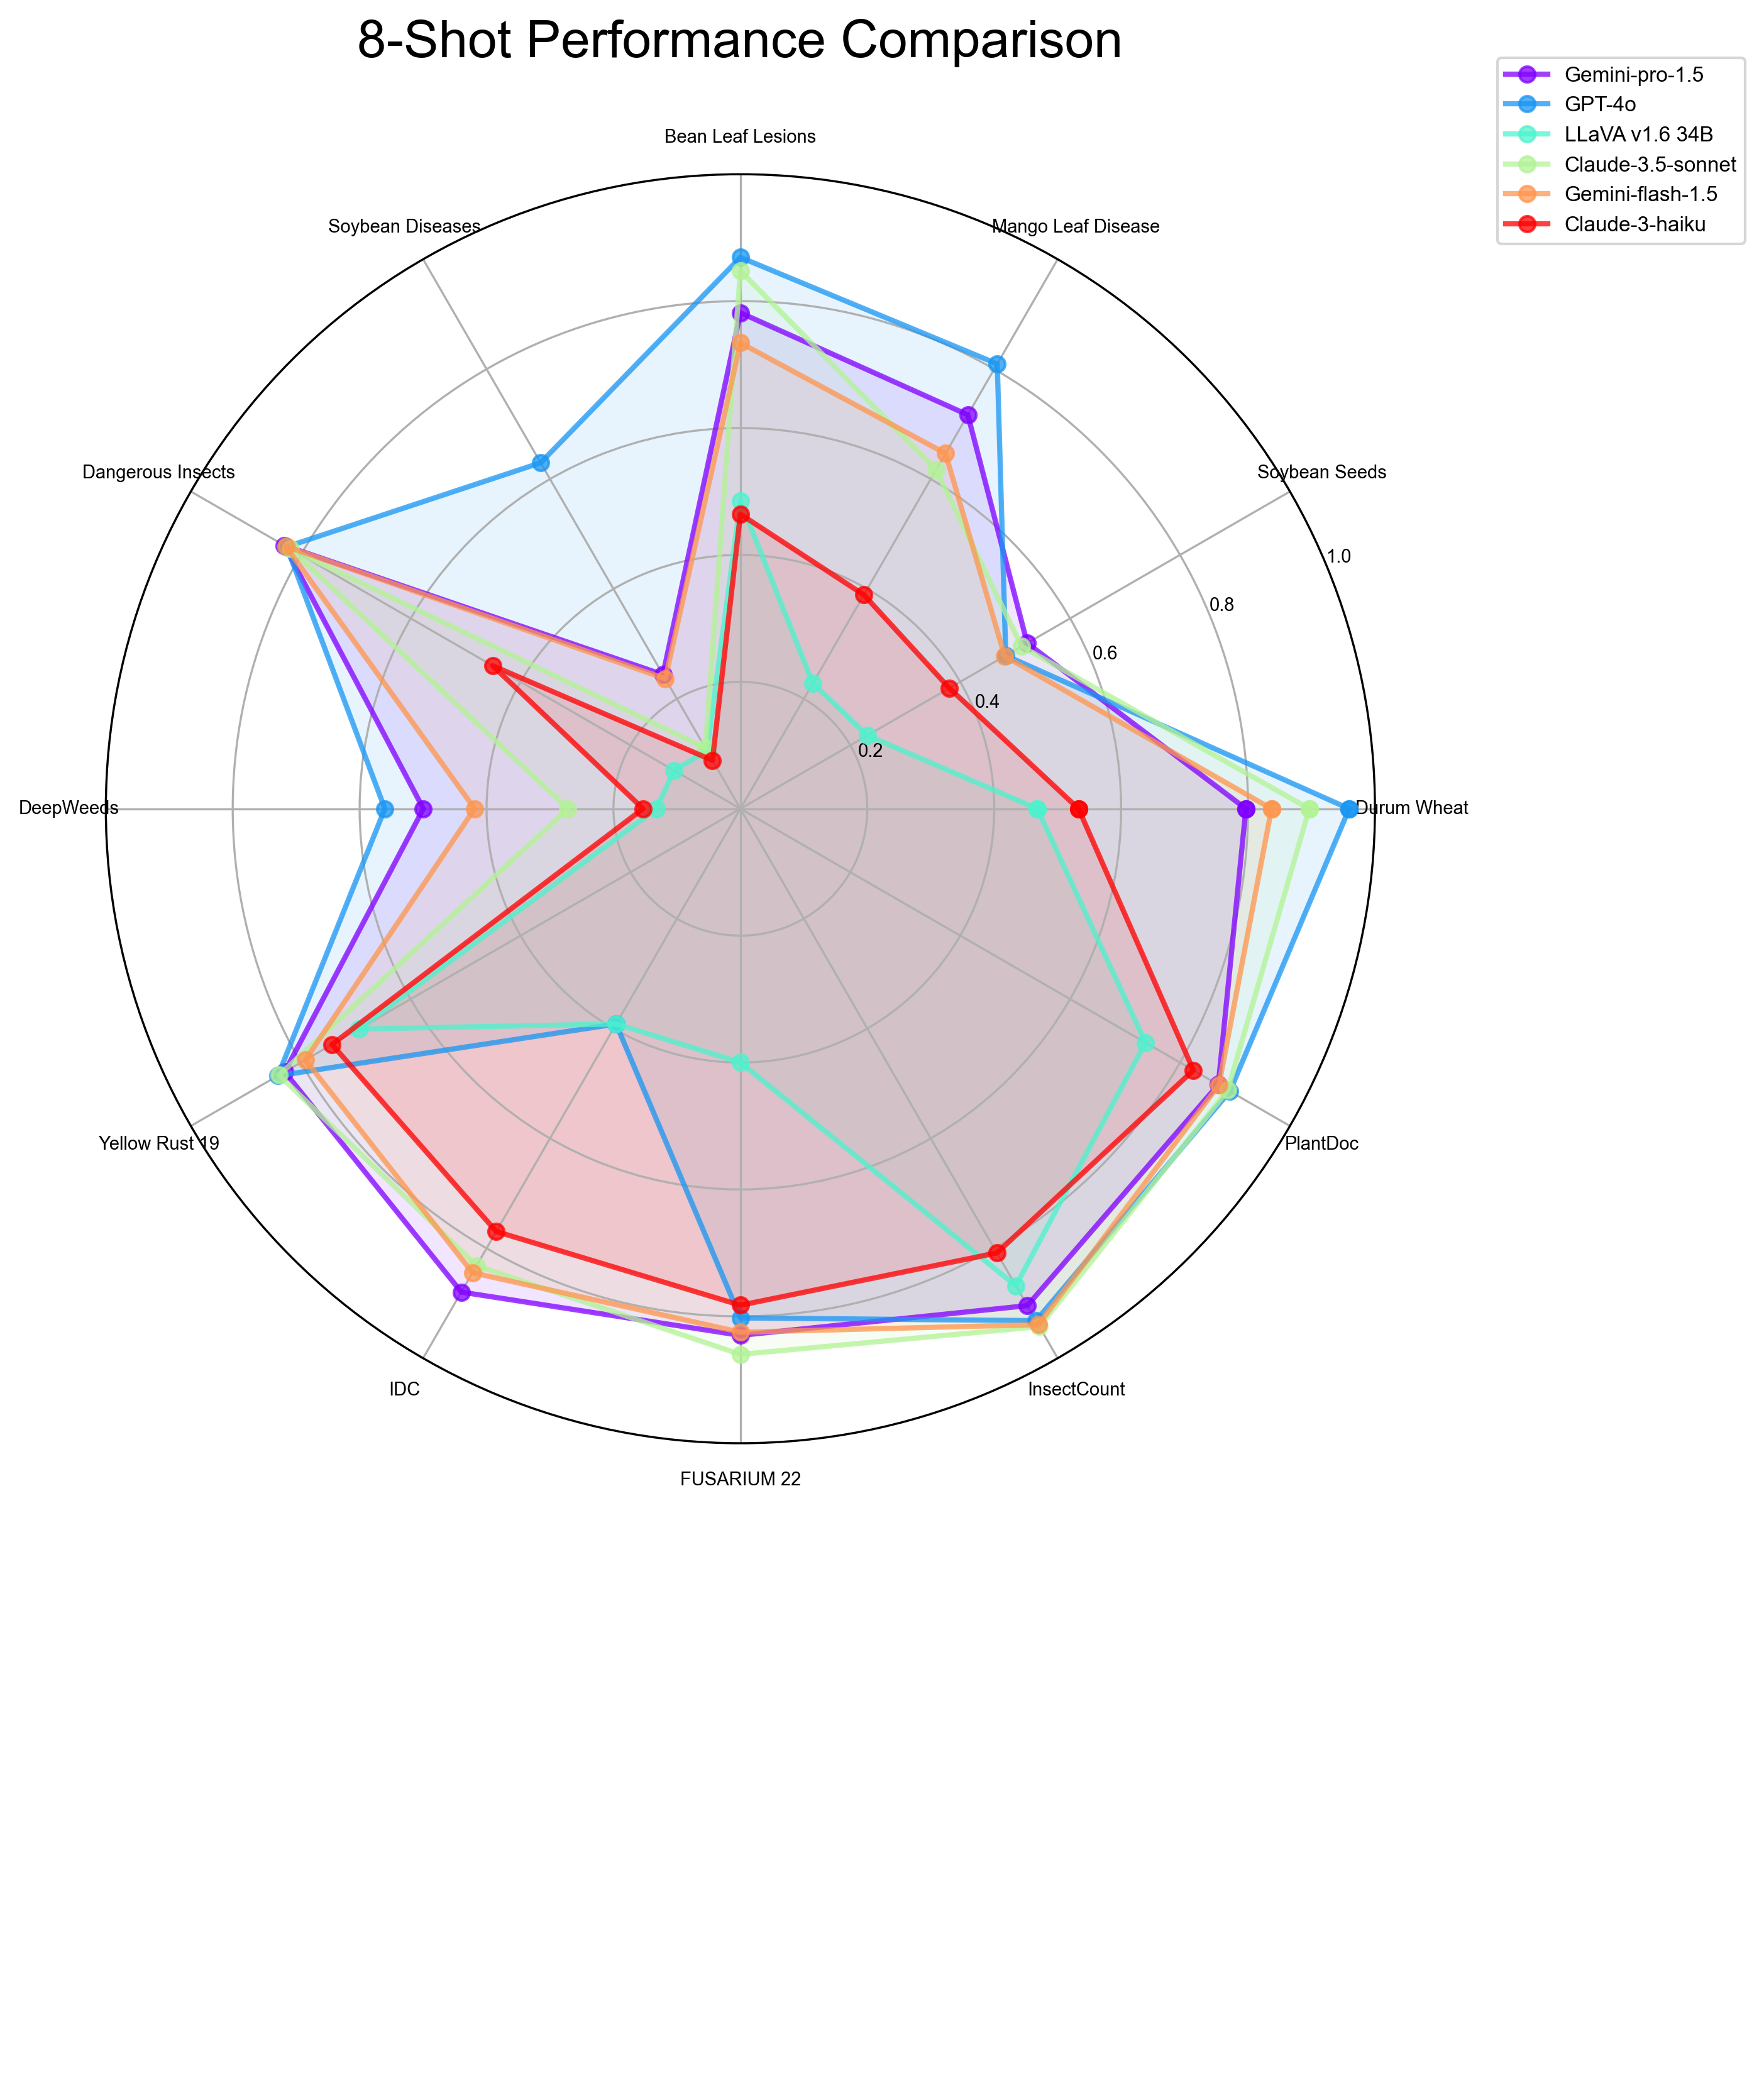 8-Shot Performance Comparison
Gemini-pro-1.5
GPT-4o
LLaVA v1.6 34B
Claude-3.5-sonnet
Gemini-flash-1.5
Claude-3-haiku
Bean Leaf Lesions
Soybean Diseases
Mango Leaf Disease
Dangerous Insects
Soybean Seeds
1.0
0.8
0.6
0.4
0.2
DeepWeeds
Durum Wheat
Yellow Rust 19
PlantDoc
IDC
InsectCount
FUSARIUM 22